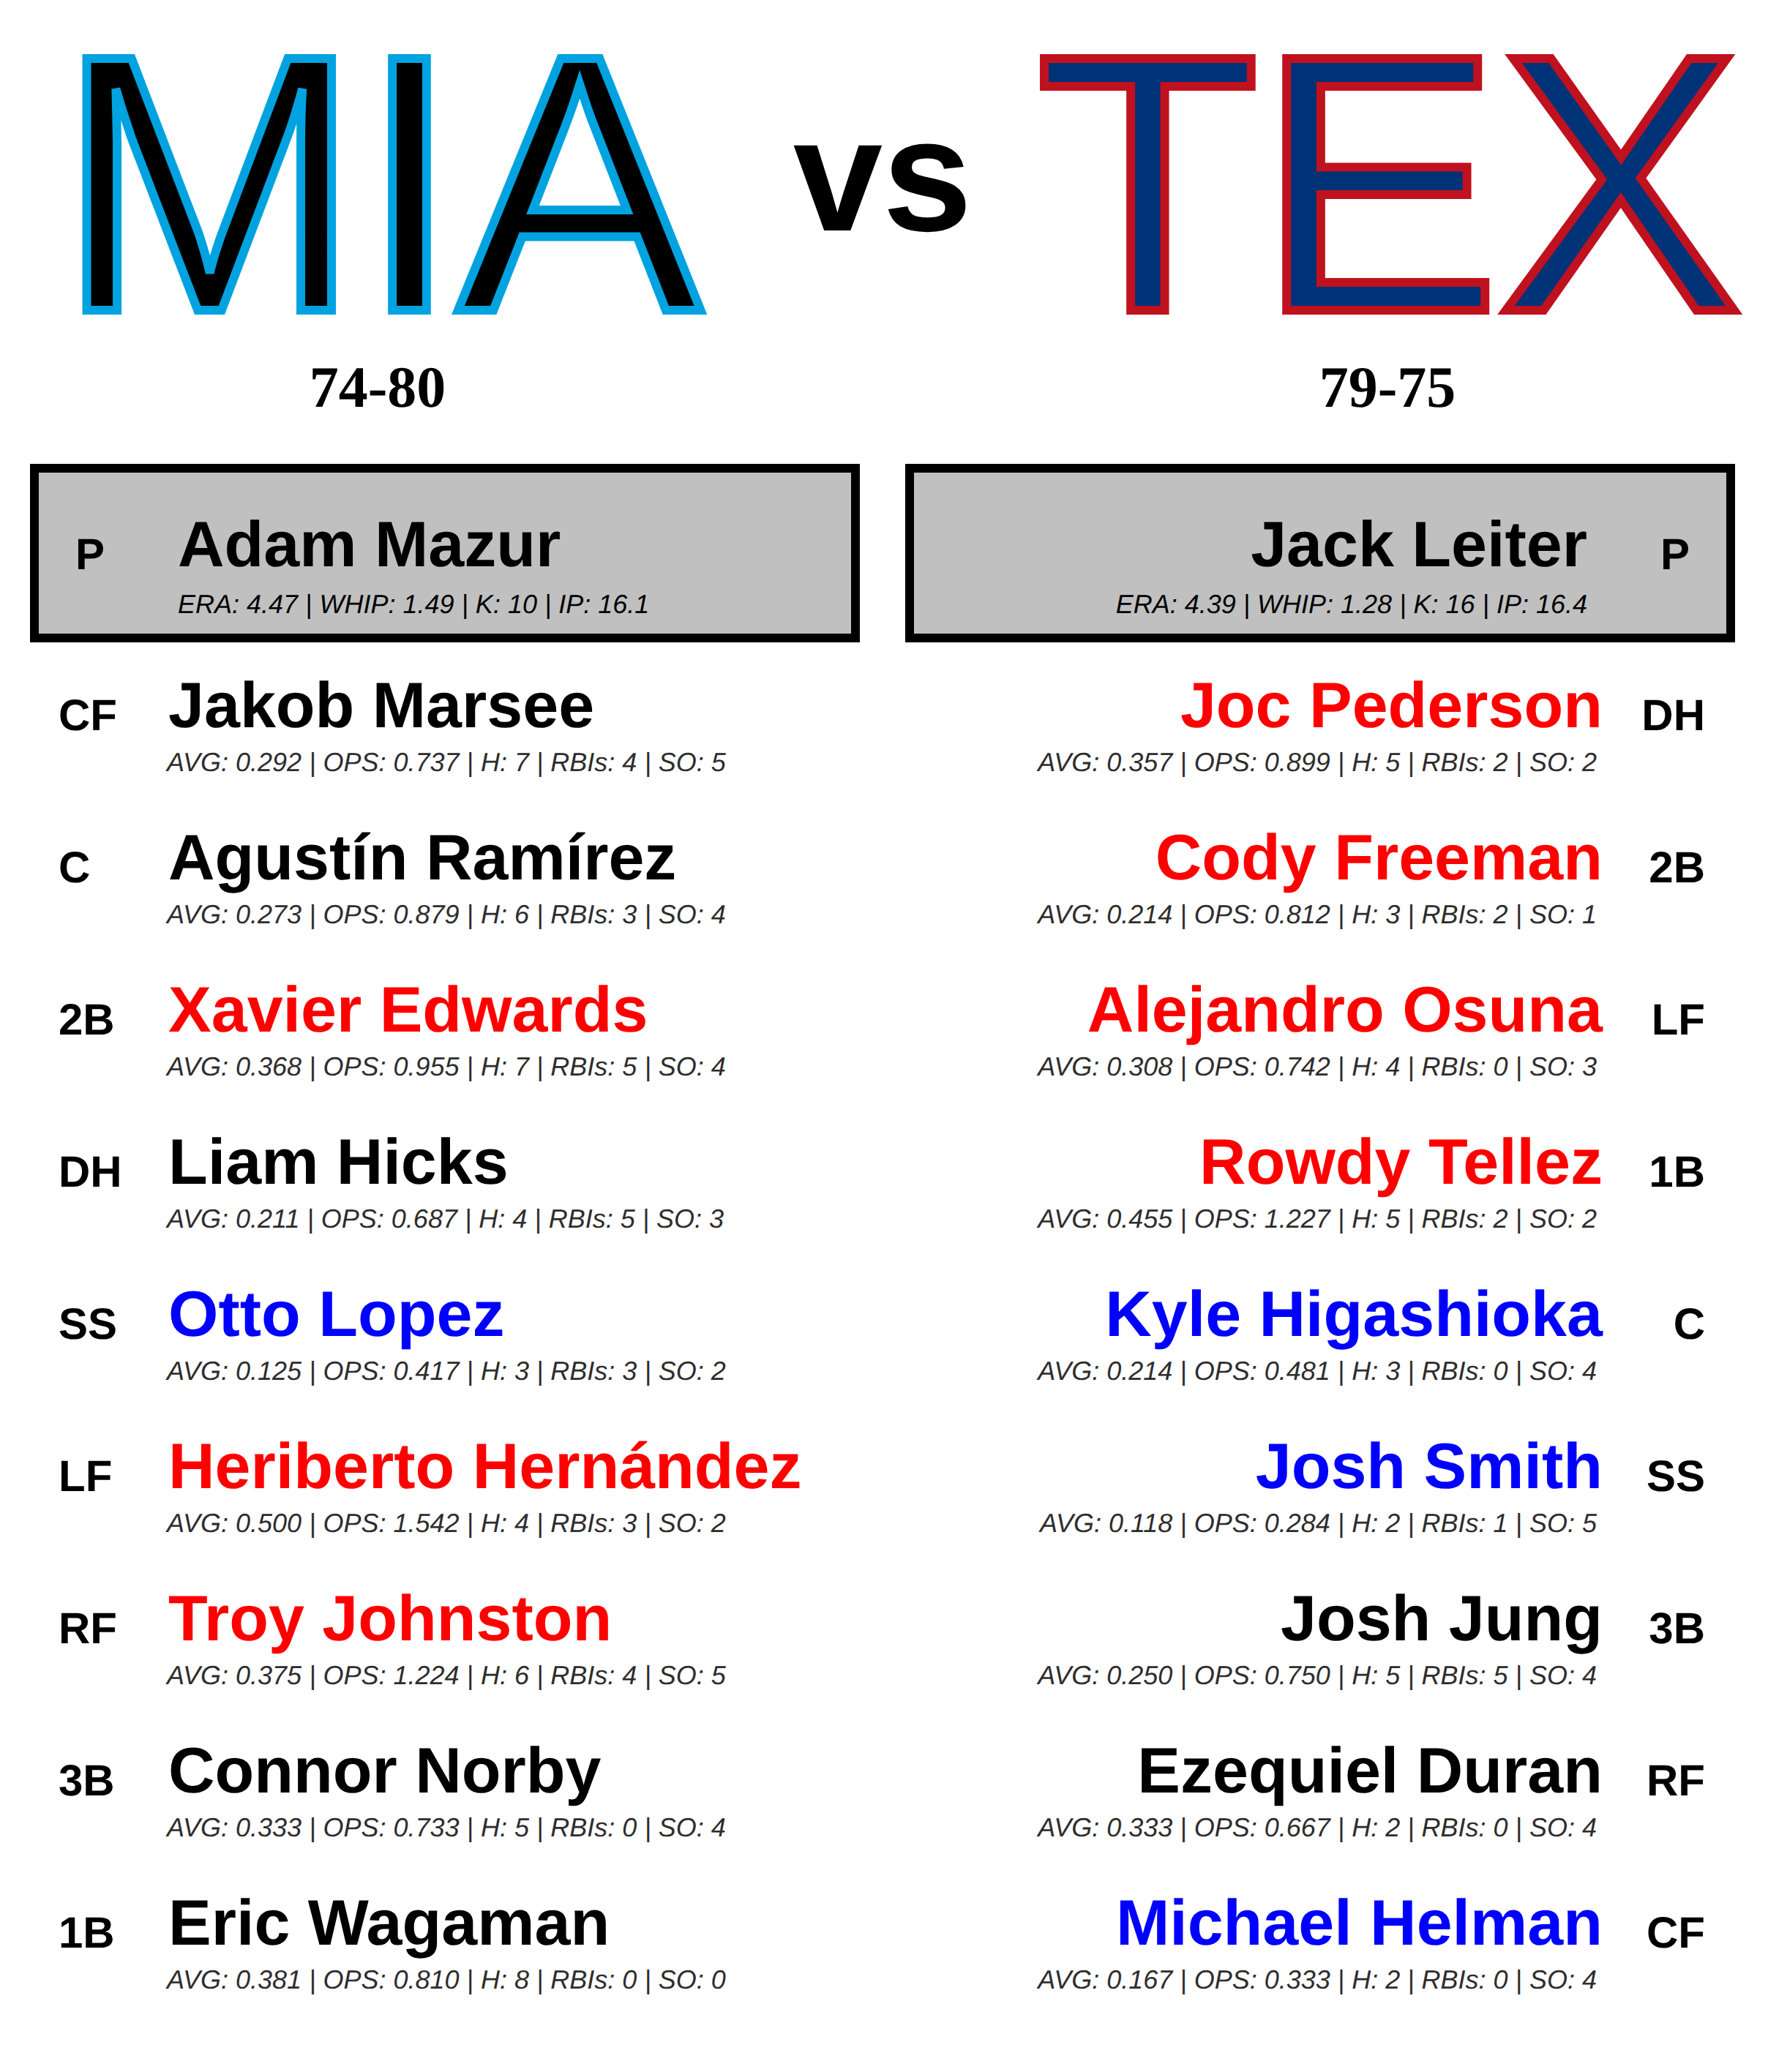 MIA vs TEX
74-80
79-75
P Adam Mazur
ERA: 4.47 | WHIP: 1.49 | K: 10 | IP: 16.1
Jack Leiter P
ERA: 4.39 | WHIP: 1.28 | K: 16 | IP: 16.4
CF Jakob Marsee
AVG: 0.292 | OPS: 0.737 | H: 7 | RBIs: 4 | SO: 5
C Agustín Ramírez
AVG: 0.273 | OPS: 0.879 | H: 6 | RBIs: 3 | SO: 4
2B Xavier Edwards
AVG: 0.368 | OPS: 0.955 | H: 7 | RBIs: 5 | SO: 4
DH Liam Hicks
AVG: 0.211 | OPS: 0.687 | H: 4 | RBIs: 5 | SO: 3
SS Otto Lopez
AVG: 0.125 | OPS: 0.417 | H: 3 | RBIs: 3 | SO: 2
LF Heriberto Hernández
AVG: 0.500 | OPS: 1.542 | H: 4 | RBIs: 3 | SO: 2
RF Troy Johnston
AVG: 0.375 | OPS: 1.224 | H: 6 | RBIs: 4 | SO: 5
3B Connor Norby
AVG: 0.333 | OPS: 0.733 | H: 5 | RBIs: 0 | SO: 4
1B Eric Wagaman
AVG: 0.381 | OPS: 0.810 | H: 8 | RBIs: 0 | SO: 0
Joc Pederson DH
AVG: 0.357 | OPS: 0.899 | H: 5 | RBIs: 2 | SO: 2
Cody Freeman 2B
AVG: 0.214 | OPS: 0.812 | H: 3 | RBIs: 2 | SO: 1
Alejandro Osuna LF
AVG: 0.308 | OPS: 0.742 | H: 4 | RBIs: 0 | SO: 3
Rowdy Tellez 1B
AVG: 0.455 | OPS: 1.227 | H: 5 | RBIs: 2 | SO: 2
Kyle Higashioka C
AVG: 0.214 | OPS: 0.481 | H: 3 | RBIs: 0 | SO: 4
Josh Smith SS
AVG: 0.118 | OPS: 0.284 | H: 2 | RBIs: 1 | SO: 5
Josh Jung 3B
AVG: 0.250 | OPS: 0.750 | H: 5 | RBIs: 5 | SO: 4
Ezequiel Duran RF
AVG: 0.333 | OPS: 0.667 | H: 2 | RBIs: 0 | SO: 4
Michael Helman CF
AVG: 0.167 | OPS: 0.333 | H: 2 | RBIs: 0 | SO: 4